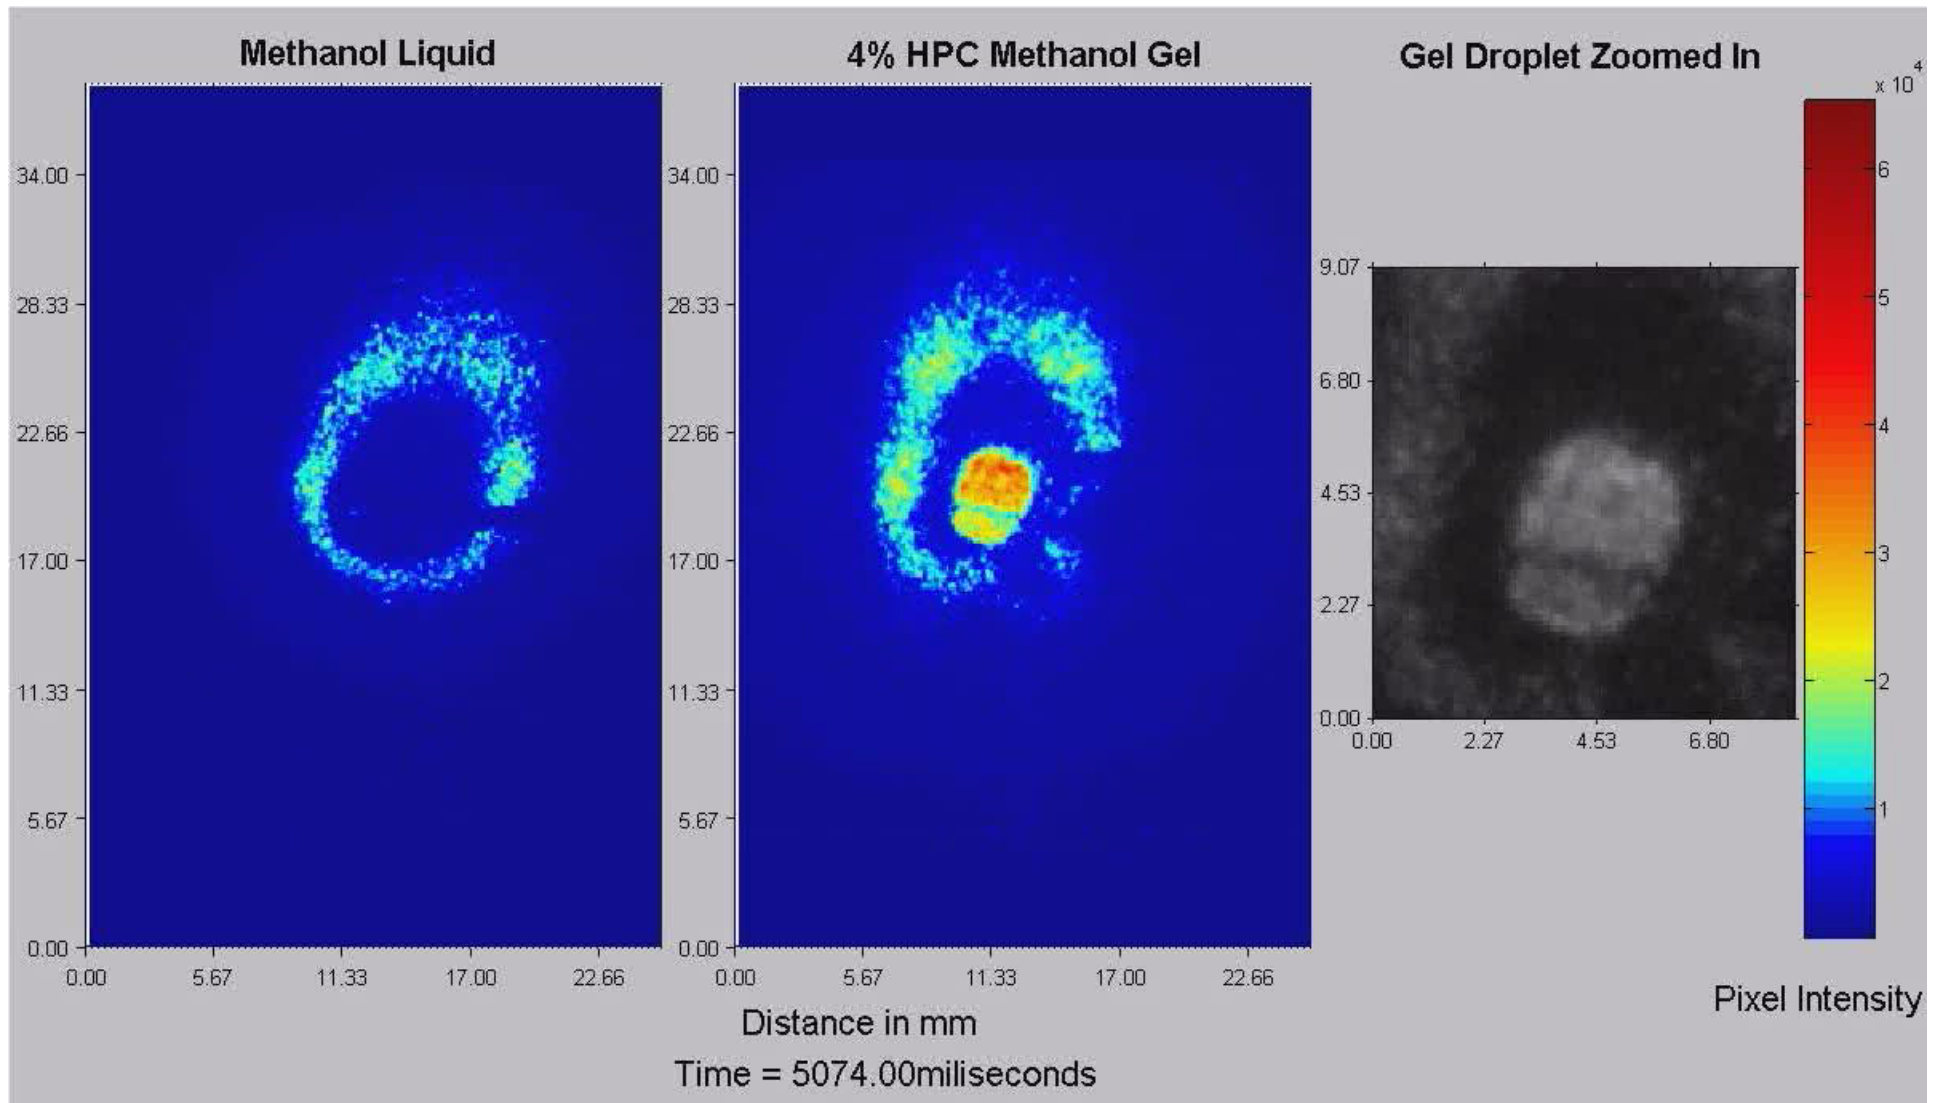 Methanol Liquid
4% HPC Methanol Gel
Gel Droplet Zoomed In
x 10 4
34.00
28.33
22.66
17.00
11.33
5.67
0.00
0.00 5.67 11.33 17.00 22.66
34.00
28.33
22.66
17.00
11.33
5.67
0.00
0.00 5.67 11.33 17.00 22.66
9.07
6.80
4.53
2.27
0.00
0.00 2.27 4.53 6.80
6
5
4
3
2
1
Pixel Intensity
Distance in mm
Time = 5074.00miliseconds